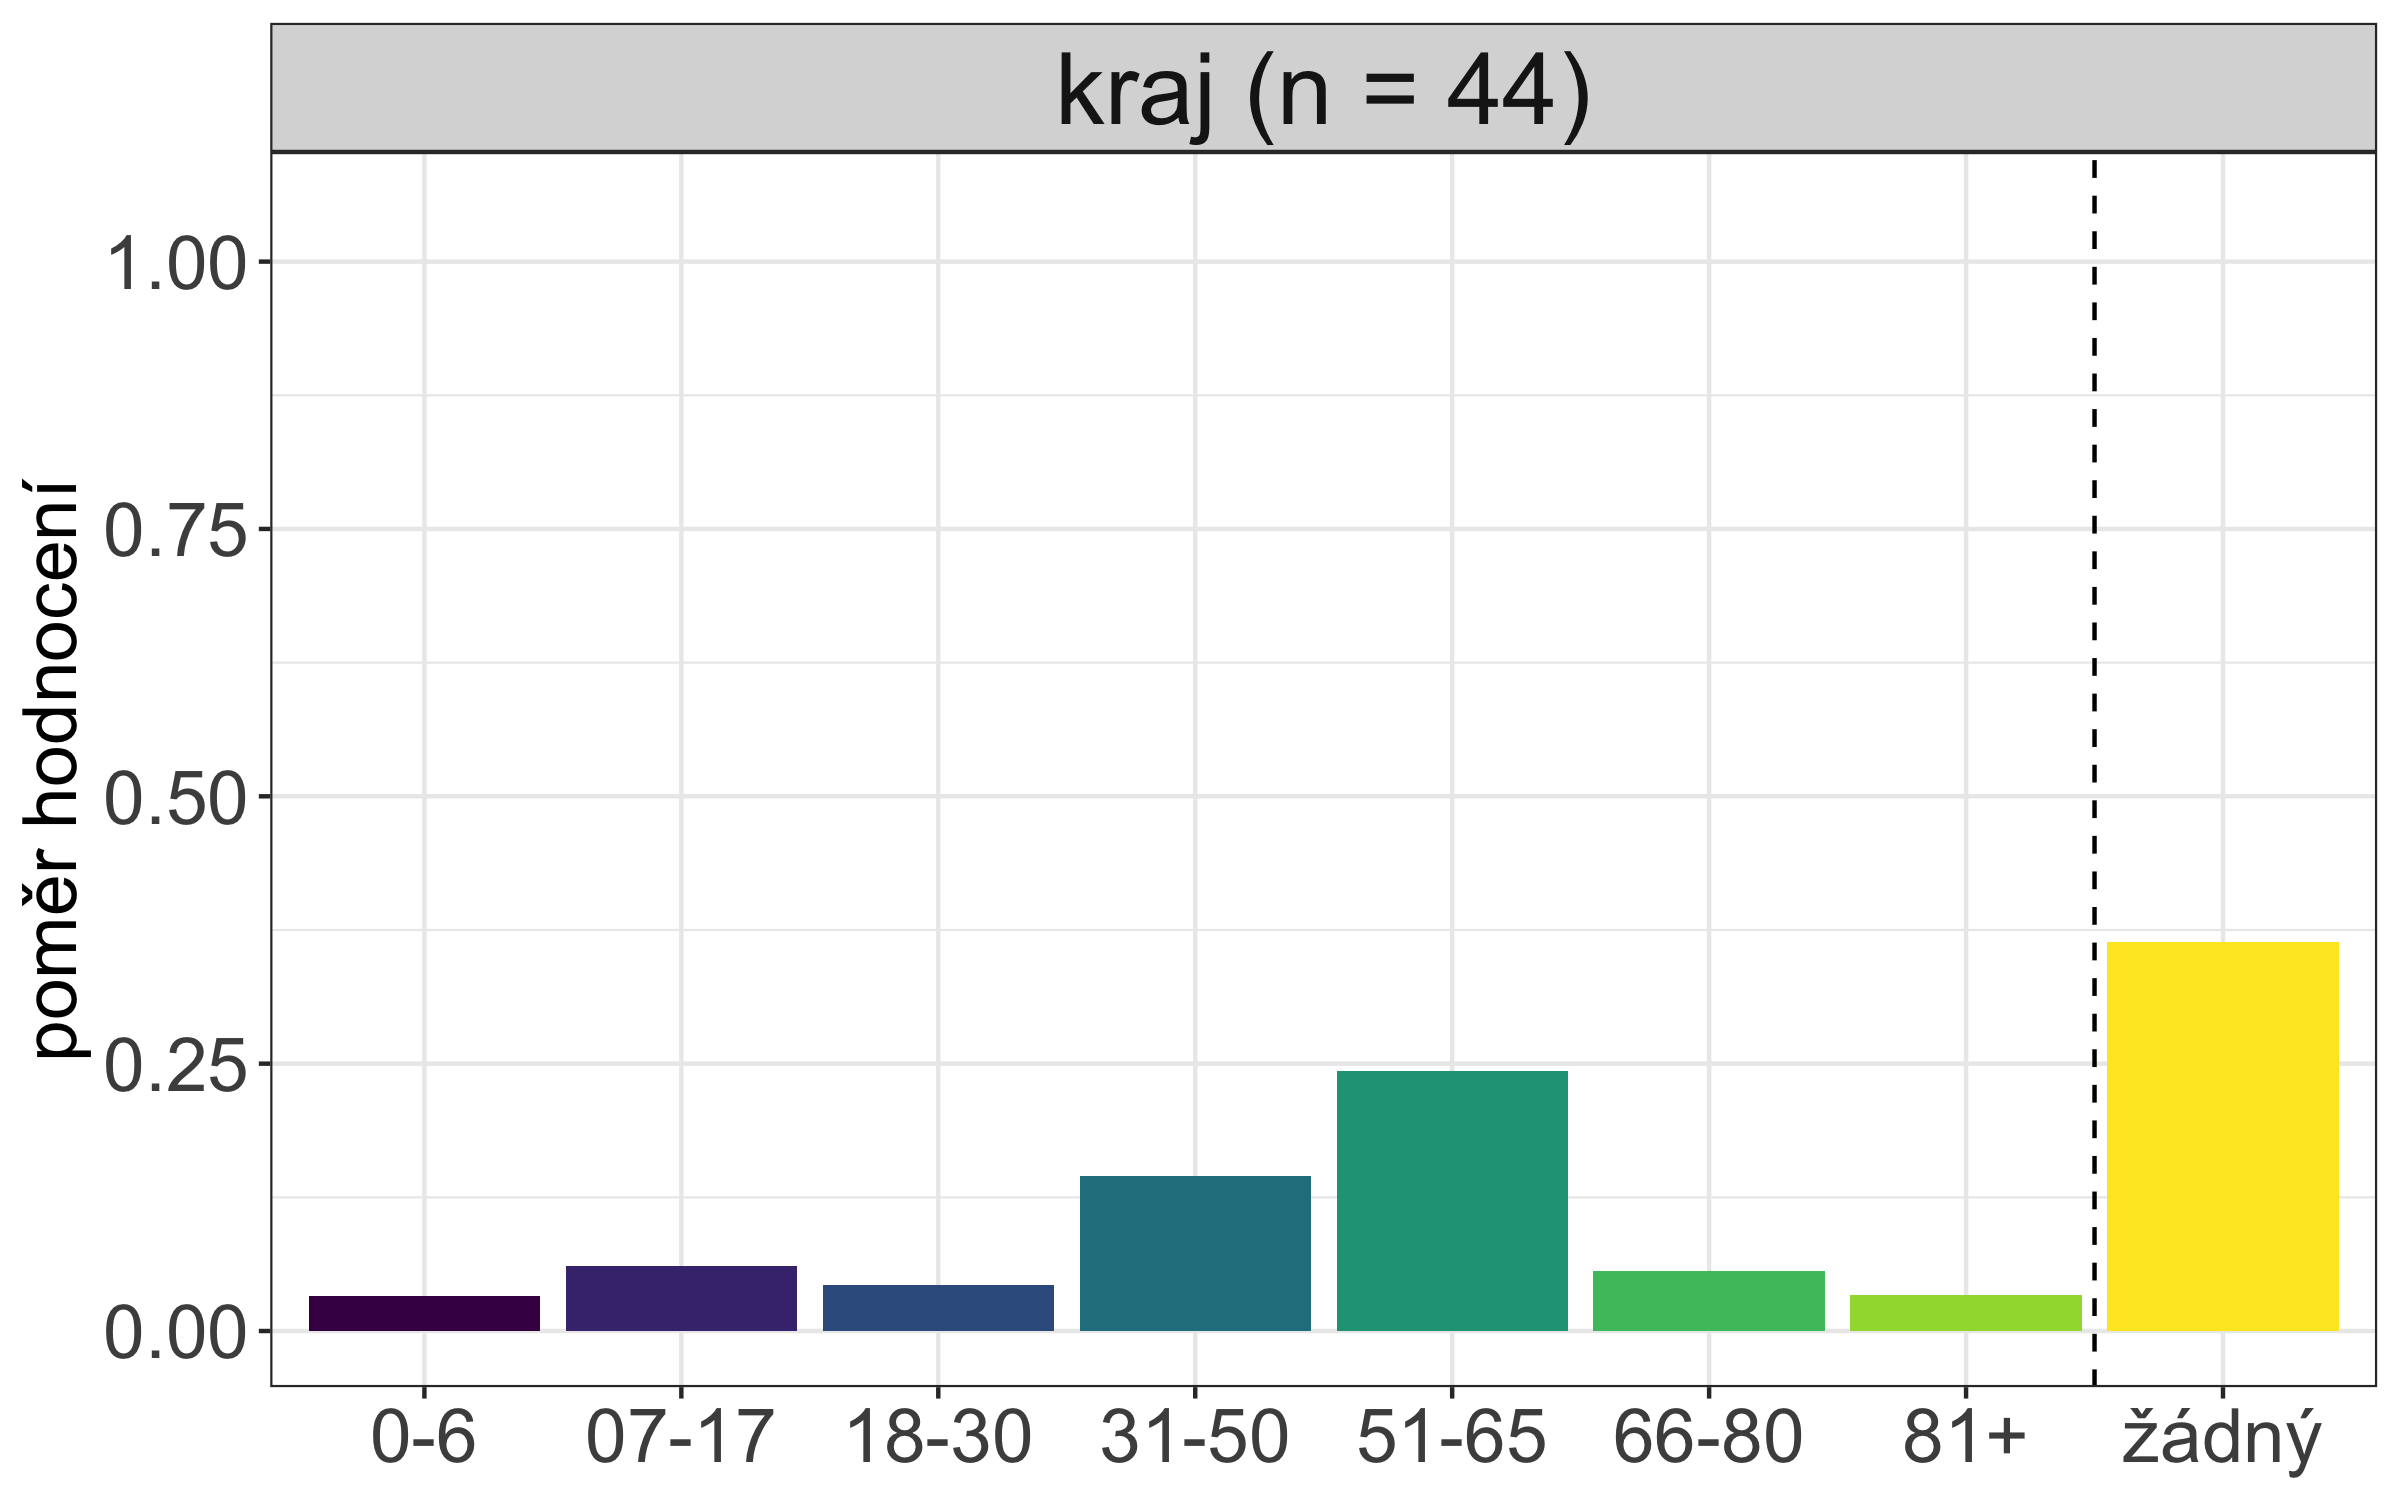 kraj (n = 44)
poměr hodnocení
1.00
0.75
0.50
0.25
0.00
0-6 07-17 18-30 31-50 51-65 66-80 81+ žádný